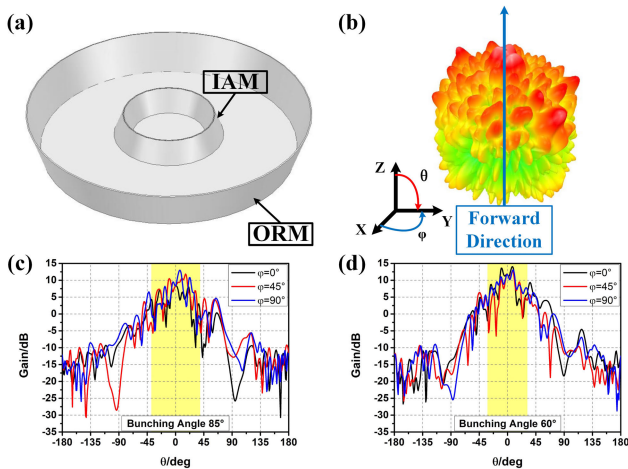 (a)
IAM
ORM
(b)
Z
θ
Y
X
φ
Forward
Direction
(c)
Gain/dB
15
10
5
0
-5
-10
-15
-20
-25
-30
-35
φ=0°
φ=45°
φ=90°
Bunching Angle 85°
-180 -135 -90 -45 0 45 90 135 180
θ/deg
(d)
Gain/dB
15
10
5
0
-5
-10
-15
-20
-25
-30
-35
φ=0°
φ=45°
φ=90°
Bunching Angle 60°
-180 -135 -90 -45 0 45 90 135 180
θ/deg